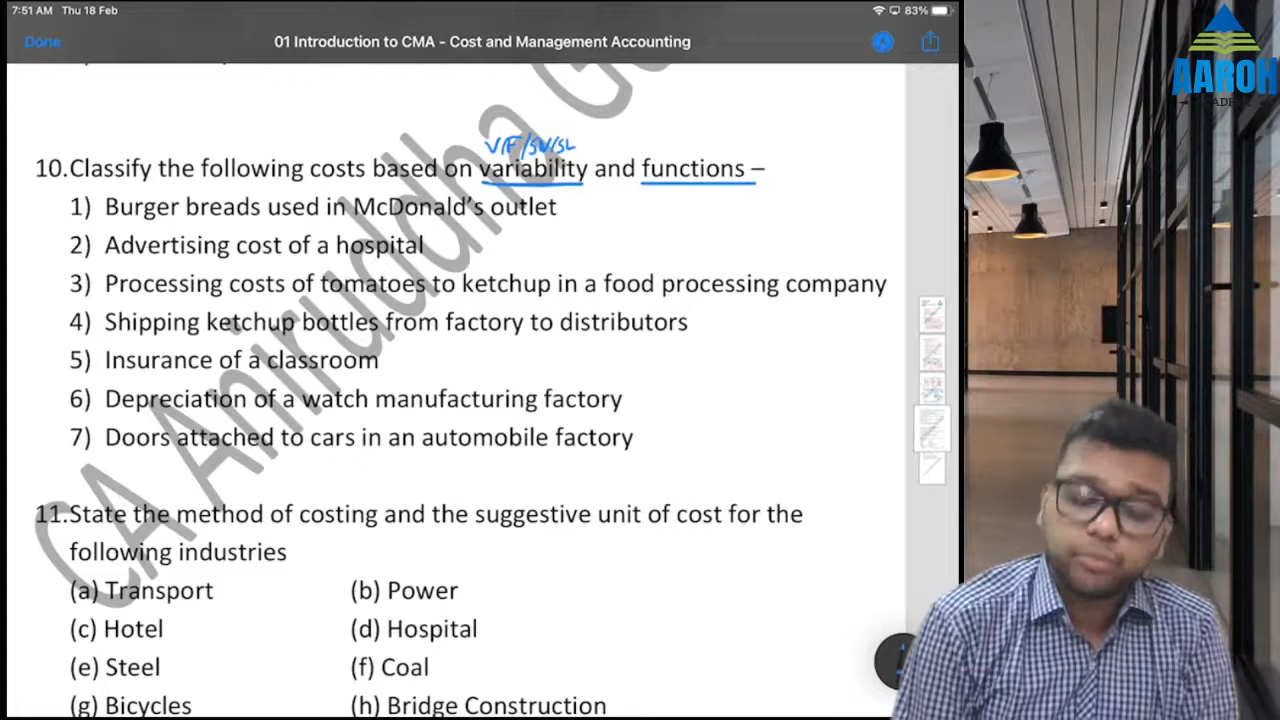 7:51 AM Thu 18 Feb
83%
Done
01 Introduction to CMA - Cost and Management Accounting
AAROH
V/F/SV/SL
10.Classify the following costs based on variability and functions –
1) Burger breads used in McDonald's outlet
2) Advertising cost of a hospital
3) Processing costs of tomatoes to ketchup in a food processing company
4) Shipping ketchup bottles from factory to distributors
5) Insurance of a classroom
6) Depreciation of a watch manufacturing factory
7) Doors attached to cars in an automobile factory
CA Aniruddha
11.State the method of costing and the suggestive unit of cost for the
following industries
(a) Transport (b) Power
(c) Hotel (d) Hospital
(e) Steel (f) Coal
(g) Bicycles (h) Bridge Construction